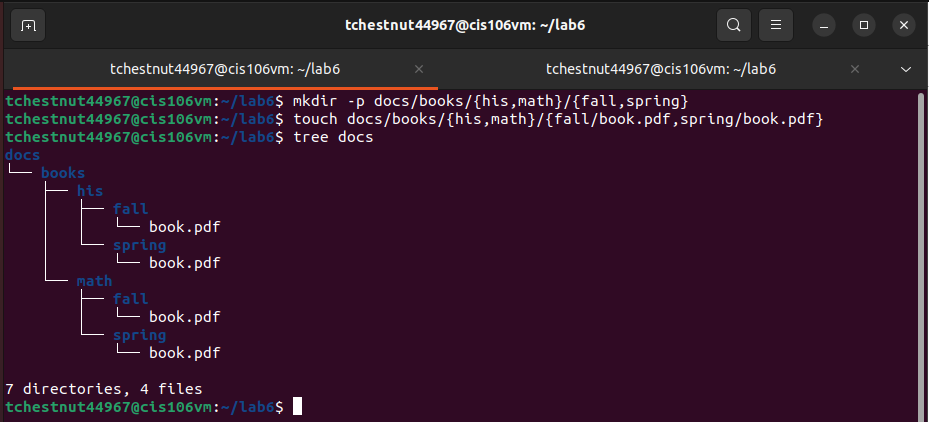 tchestnut44967@cis106vm: ~/lab6
tchestnut44967@cis106vm: ~/lab6
tchestnut44967@cis106vm: ~/lab6
tchestnut44967@cis106vm:~/lab6$ mkdir -p docs/books/{his,math}/{fall,spring}
tchestnut44967@cis106vm:~/lab6$ touch docs/books/{his,math}/{fall/book.pdf,spring/book.pdf}
tchestnut44967@cis106vm:~/lab6$ tree docs
docs
└── books
    ├── his
    │   ├── fall
    │   │   └── book.pdf
    │   └── spring
    │       └── book.pdf
    └── math
        ├── fall
        │   └── book.pdf
        └── spring
            └── book.pdf
7 directories, 4 files
tchestnut44967@cis106vm:~/lab6$